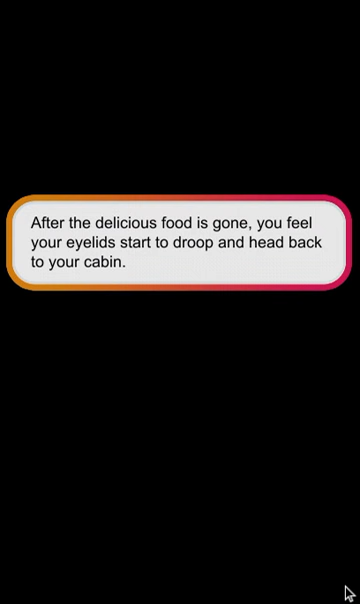 After the delicious food is gone, you feel
your eyelids start to droop and head back
to your cabin.